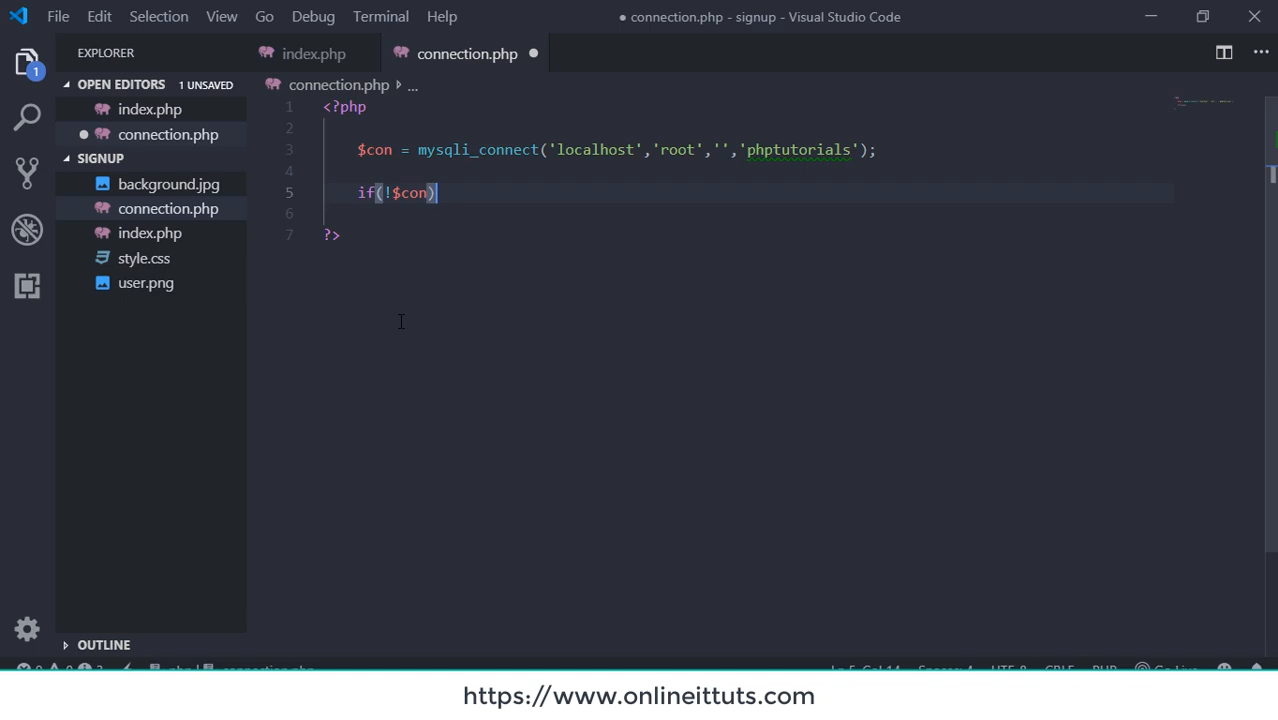 File Edit Selection View Go Debug Terminal Help ● connection.php - signup - Visual Studio Code
EXPLORER
index.php
connection.php
1
OPEN EDITORS 1 UNSAVED
index.php
connection.php
SIGNUP
background.jpg
connection.php
index.php
style.css
user.png
OUTLINE
connection.php ...
1 <?php
2
3 $con = mysqli_connect('localhost','root','','phptutorials');
4
5 if(!$con)
6
7 ?>
https://www.onlineittuts.com